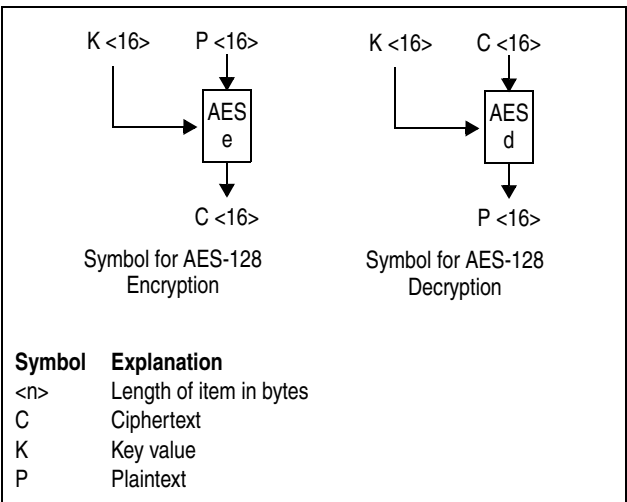 K <16> P <16> K <16> C <16>
AES e
AES d
C <16> P <16>
Symbol for AES-128 Encryption
Symbol for AES-128 Decryption
Symbol Explanation
<n> Length of item in bytes
C Ciphertext
K Key value
P Plaintext